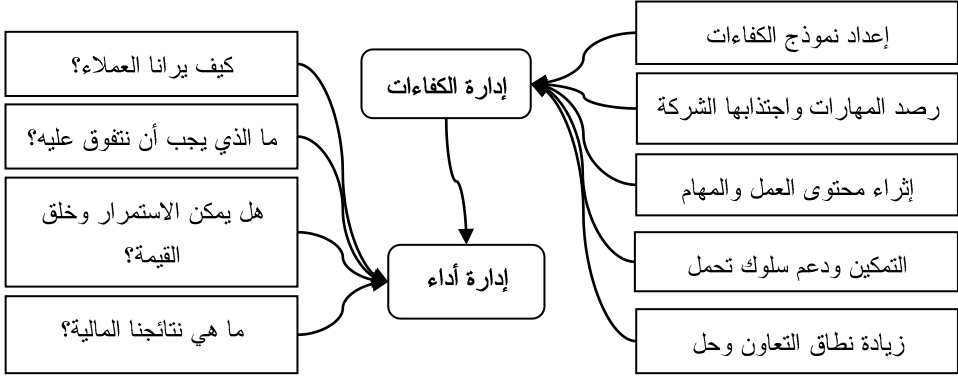 إعداد نموذج الكفاءات
رصد المهارات واجتذابها الشركة
إثراء محتوى العمل والمهام
التمكين ودعم سلوك تحمل
زيادة نطاق التعاون وحل
إدارة الكفاءات
إدارة أداء
كيف يرانا العملاء؟
ما الذي يجب أن نتفوق عليه؟
هل يمكن الاستمرار وخلق
القيمة؟
ما هي نتائجنا المالية؟